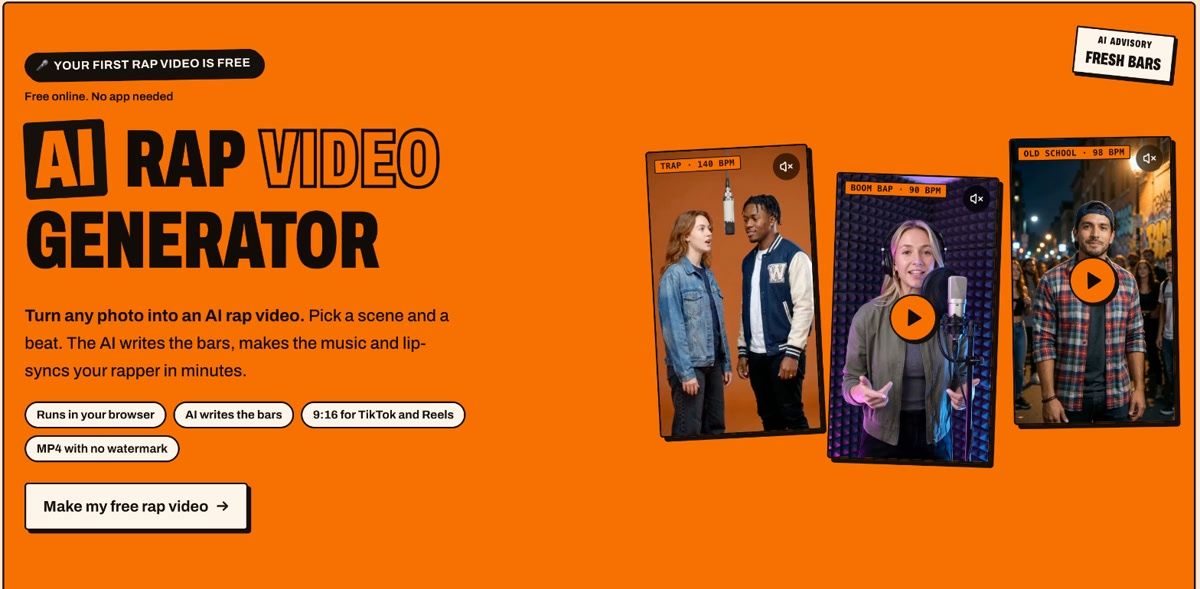 🎤 YOUR FIRST RAP VIDEO IS FREE
Free online. No app needed
AI RAP VIDEO
GENERATOR
Turn any photo into an AI rap video. Pick a scene and a
beat. The AI writes the bars, makes the music and lip-
syncs your rapper in minutes.
Runs in your browser
AI writes the bars
9:16 for TikTok and Reels
MP4 with no watermark
Make my free rap video →
AI ADVISORY
FRESH BARS
TRAP · 140 BPM
W
BOOM BAP · 90 BPM
OLD SCHOOL · 98 BPM